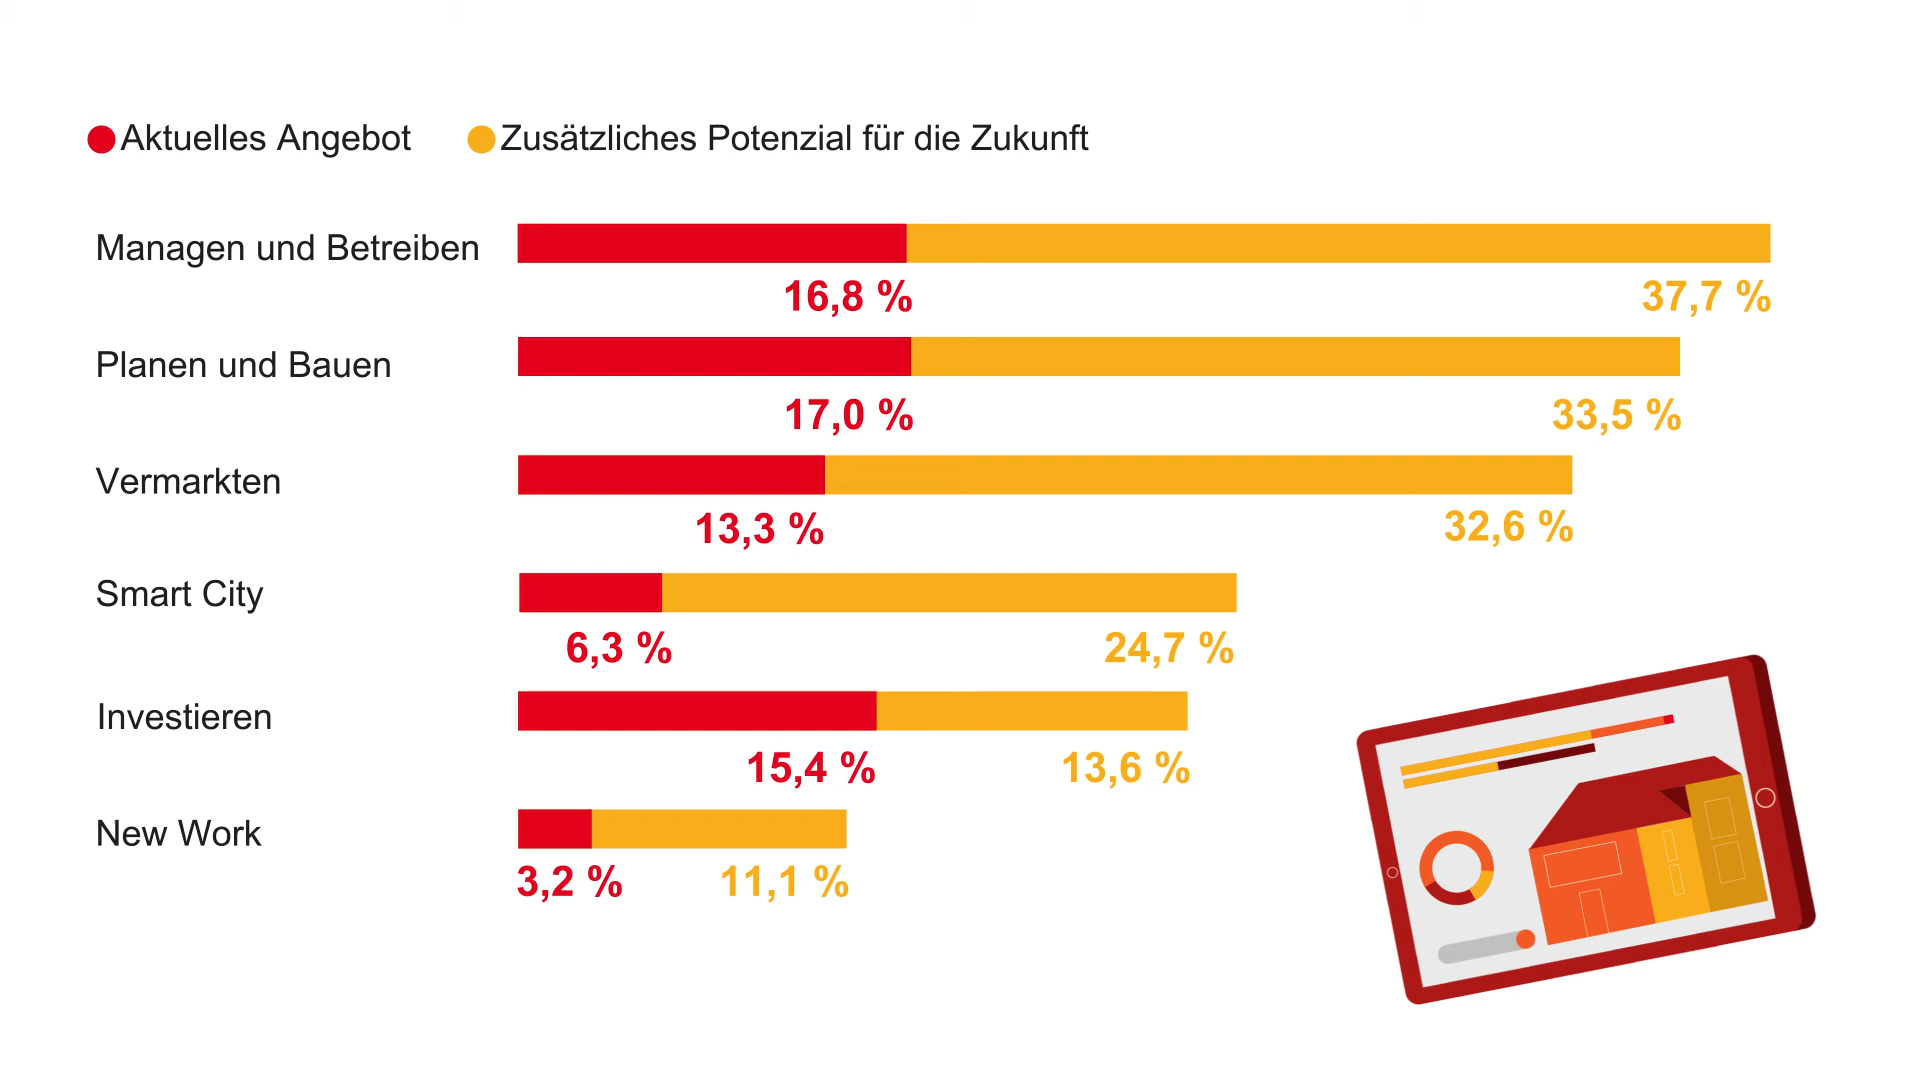 Aktuelles Angebot Zusätzliches Potenzial für die Zukunft
Managen und Betreiben
16,8 % 37,7 %
Planen und Bauen
17,0 % 33,5 %
Vermarkten
13,3 % 32,6 %
Smart City
6,3 % 24,7 %
Investieren
15,4 % 13,6 %
New Work
3,2 % 11,1 %